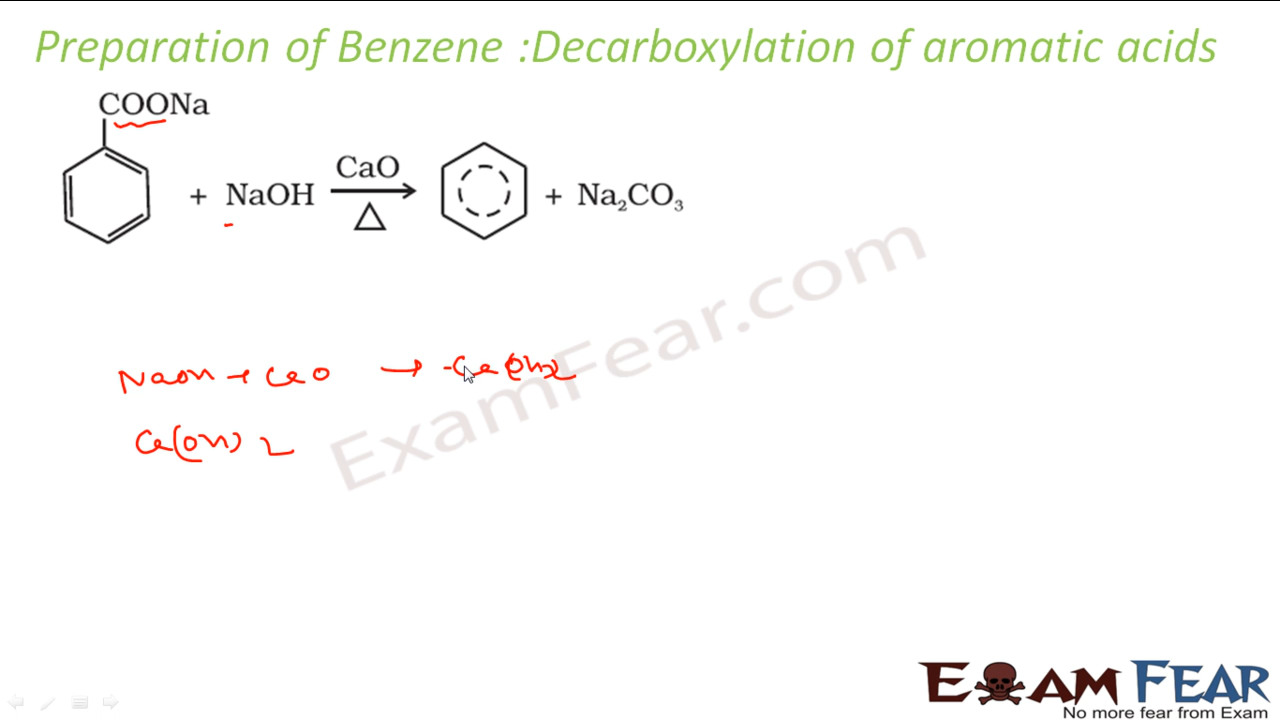 Preparation of Benzene :Decarboxylation of aromatic acids
COONa
+ NaOH CaO △ + Na₂CO₃
NaOH + CaO → Ca(OH)2
Ca(OH) 2
ExamFear.com
EXAM FEAR
No more fear from Exam